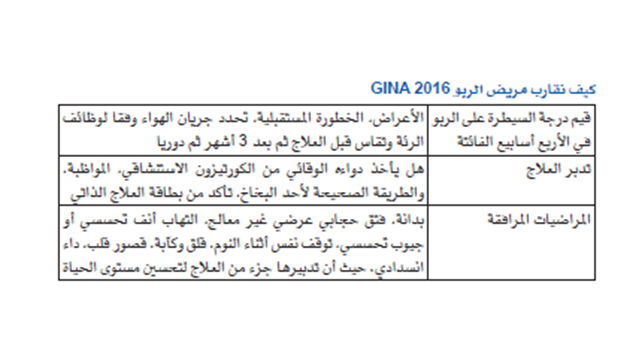 كيف نقارب مريض الربو GINA 2016
قيم درجة السيطرة على الربو
في الأربع أسابيع الفائتة
الأعراض، الخطورة المستقبلية، تحدد جريان الهواء وفقا لوظائف
الرئة وتقاس قبل العلاج ثم بعد 3 أشهر ثم دوريا
تدبر العلاج
هل يأخذ دواءه الوقائي من الكورتيزون الاستنشاقي، المواظبة،
والطريقة الصحيحة لأخذ البخاخ، تأكد من بطاقة العلاج الذاتي
المراضيات المرافقة
بدانة، فتق حجابي عرضي غير معالج، التهاب أنف تحسسي أو
جيوب تحسسي، توقف نفس أثناء النوم، قلق وكآبة، قصور قلب، داء
انسدادي، حيث أن تدبيرها جزء من العلاج لتحسين مستوى الحياة